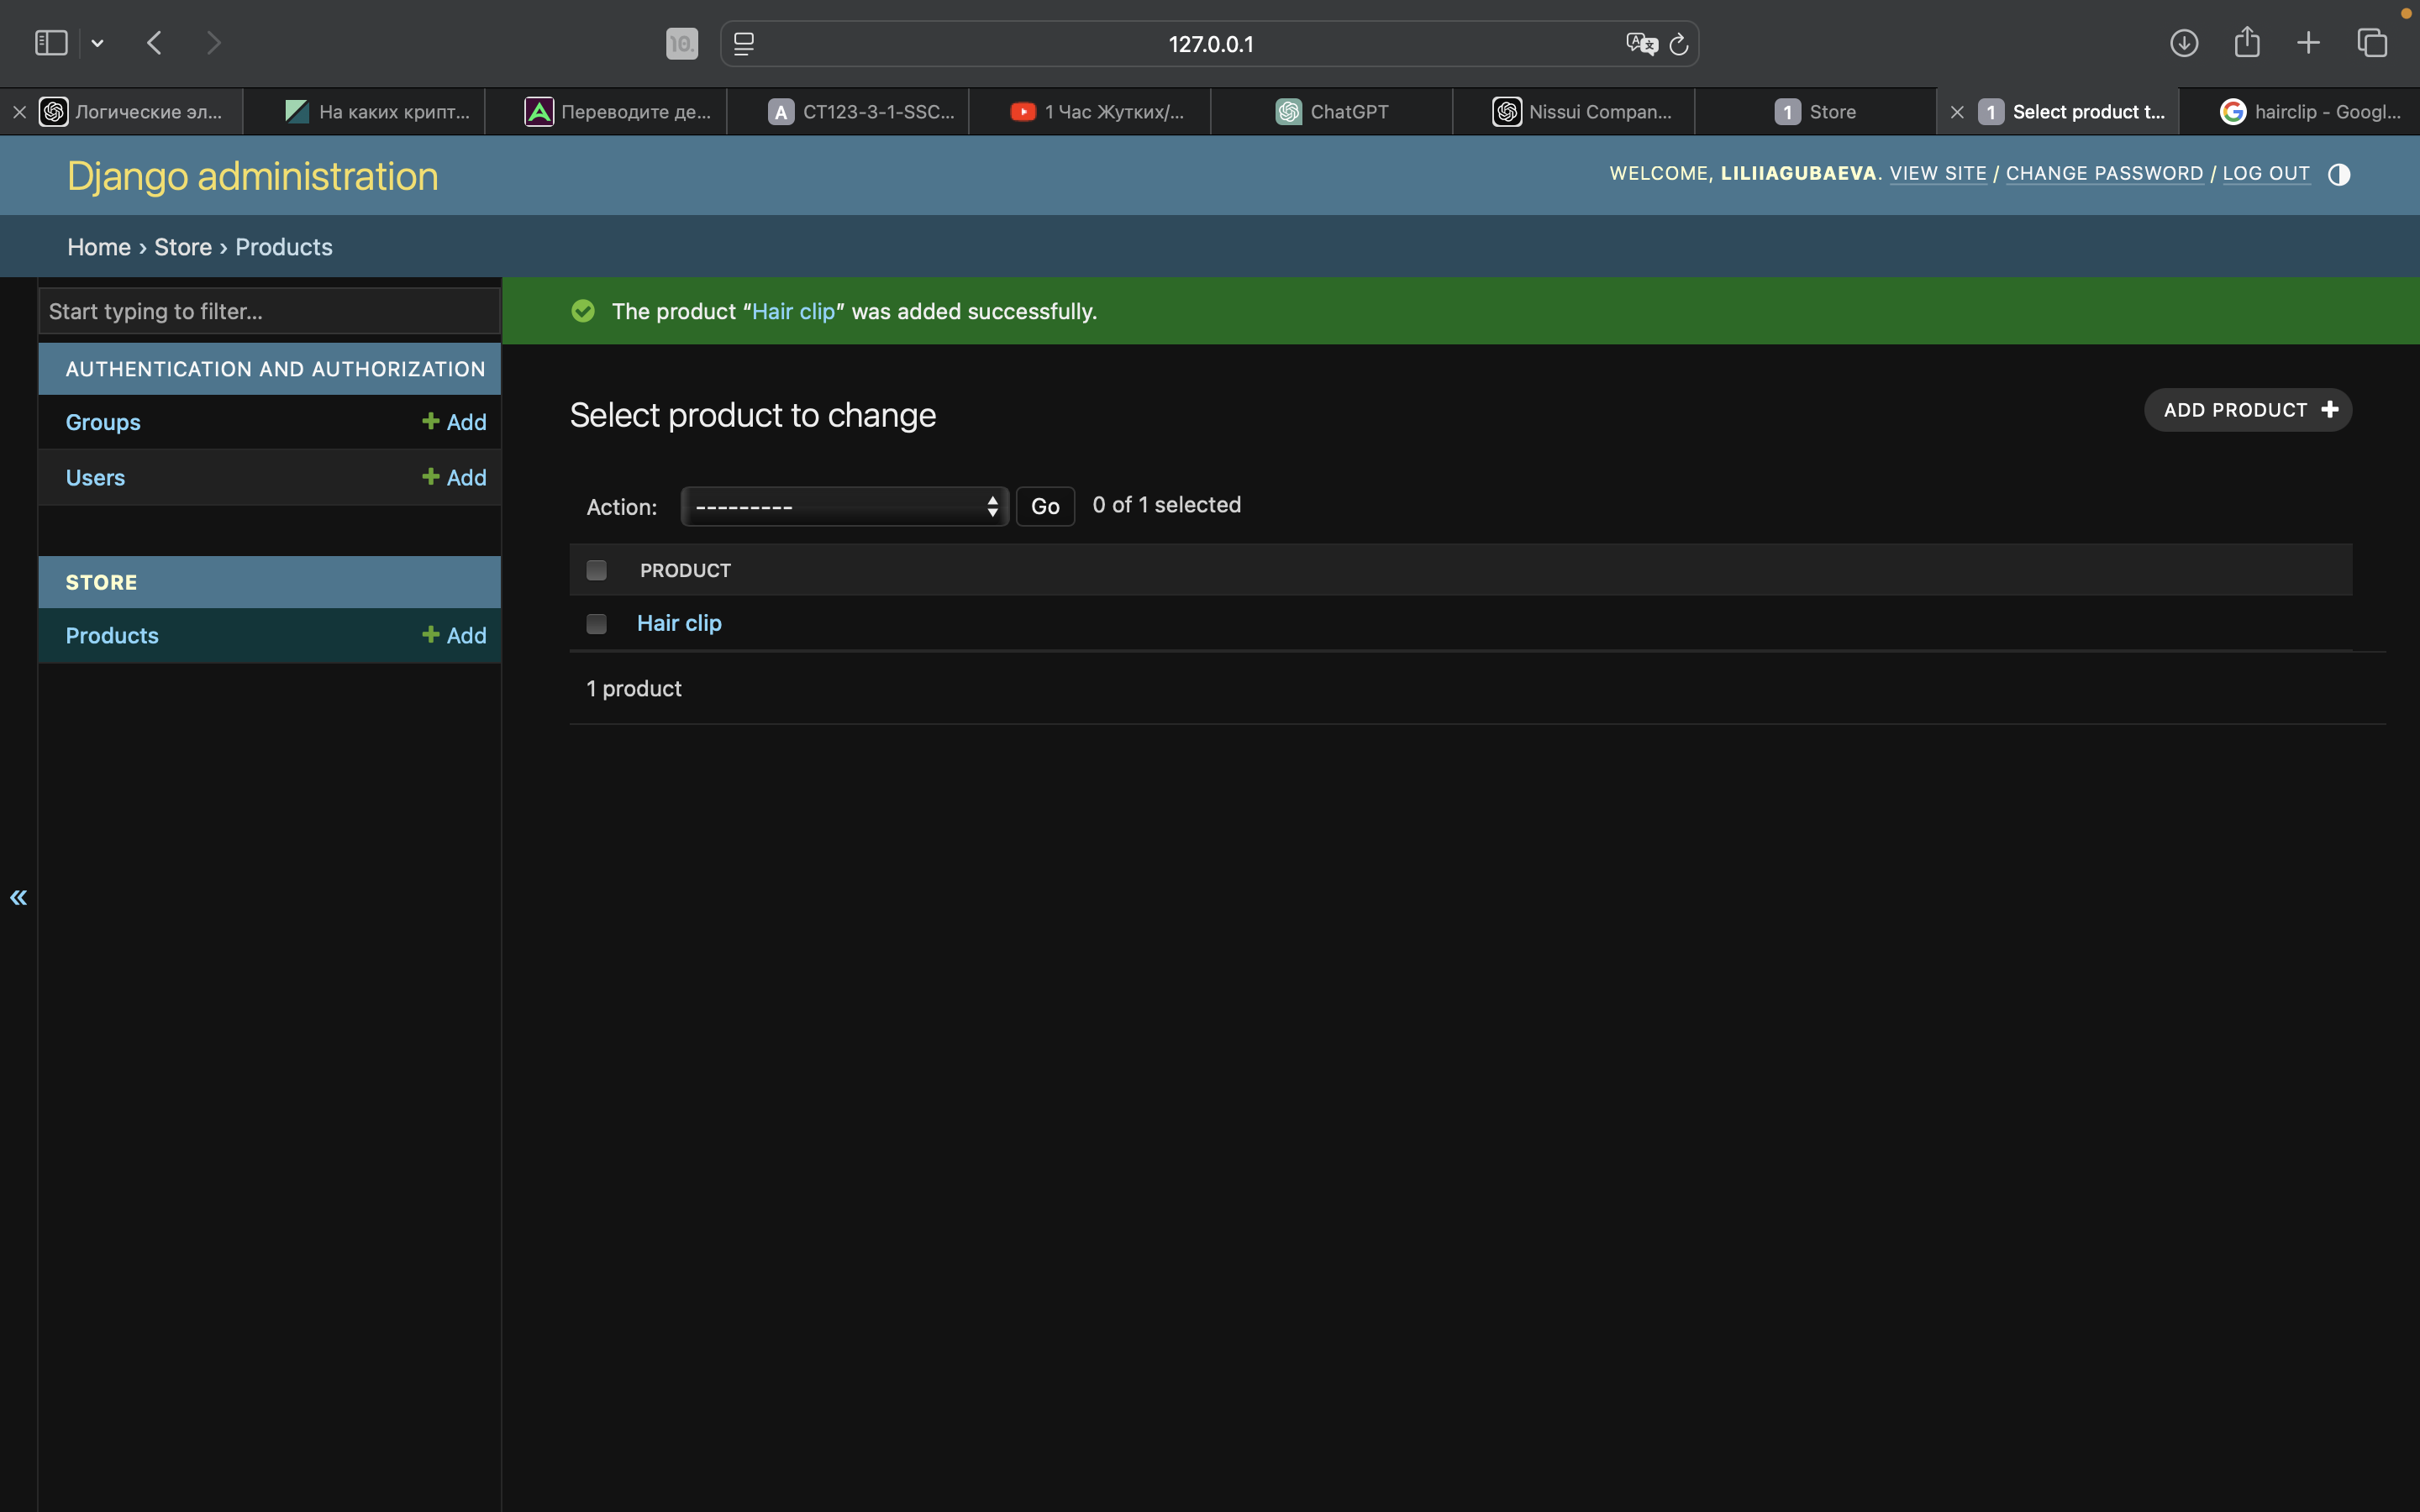 10.
127.0.0.1
Логические эл...
На каких крипт...
Переводите де...
A
CT123-3-1-SSC...
1 Час Жутких/...
ChatGPT
Nissui Compan...
1
Store
1
Select product t...
hairclip - Googl...
Django administration
WELCOME, LILIIAGUBAEVA. VIEW SITE / CHANGE PASSWORD / LOG OUT
Home › Store › Products
Start typing to filter...
AUTHENTICATION AND AUTHORIZATION
Groups
+ Add
Users
+ Add
STORE
Products
+ Add
«
The product “Hair clip” was added successfully.
Select product to change
ADD PRODUCT +
Action: --------- Go 0 of 1 selected
PRODUCT
Hair clip
1 product